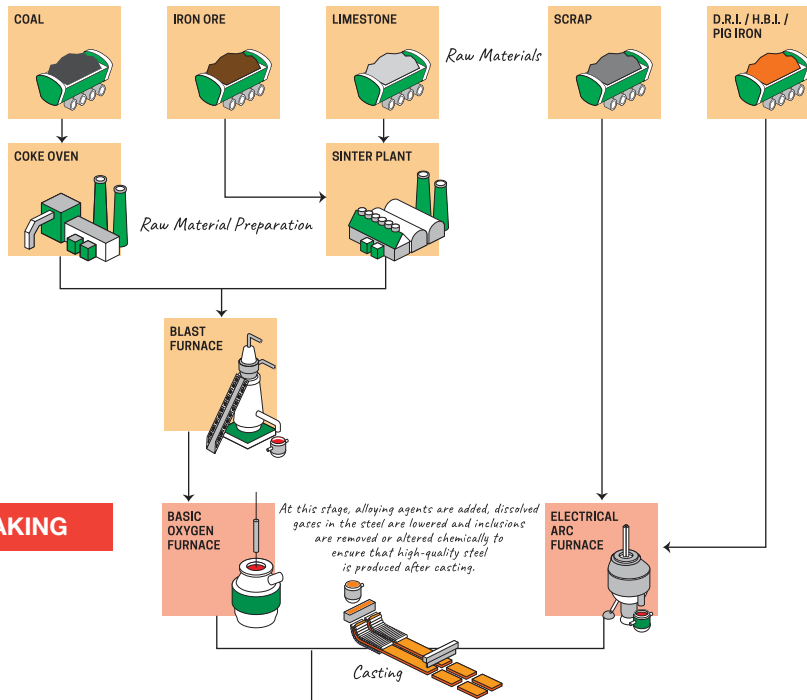 COAL
IRON ORE
LIMESTONE
Raw Materials
SCRAP
D.R.I. / H.B.I. /
PIG IRON
COKE OVEN
SINTER PLANT
Raw Material Preparation
BLAST
FURNACE
AKING
BASIC
OXYGEN
FURNACE
At this stage, alloying agents are added, dissolved
gases in the steel are lowered and inclusions
are removed or altered chemically to
ensure that high-quality steel
is produced after casting.
ELECTRICAL
ARC
FURNACE
Casting